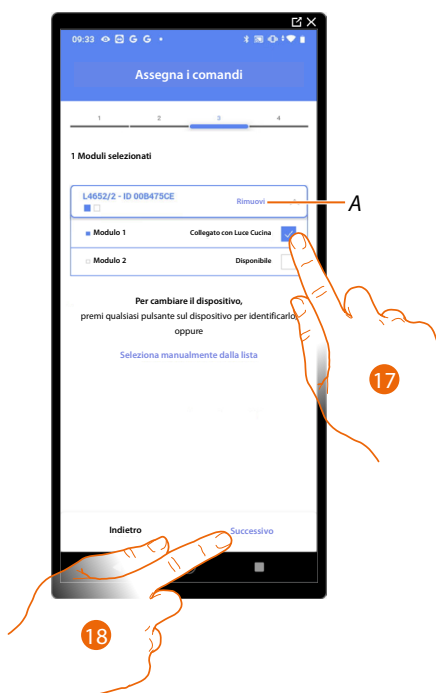 09:33 G G
Assegna i comandi
1 2 3 4
1 Moduli selezionati
L4652/2 - ID 00B475CE
Rimuovi
A
Modulo 1 Collegato con Luce Cucina
Modulo 2 Disponibile
Per cambiare il dispositivo,
premi qualsiasi pulsante sul dispositivo per identificarlo
oppure
Seleziona manualmente dalla lista
17
Indietro Successivo
18